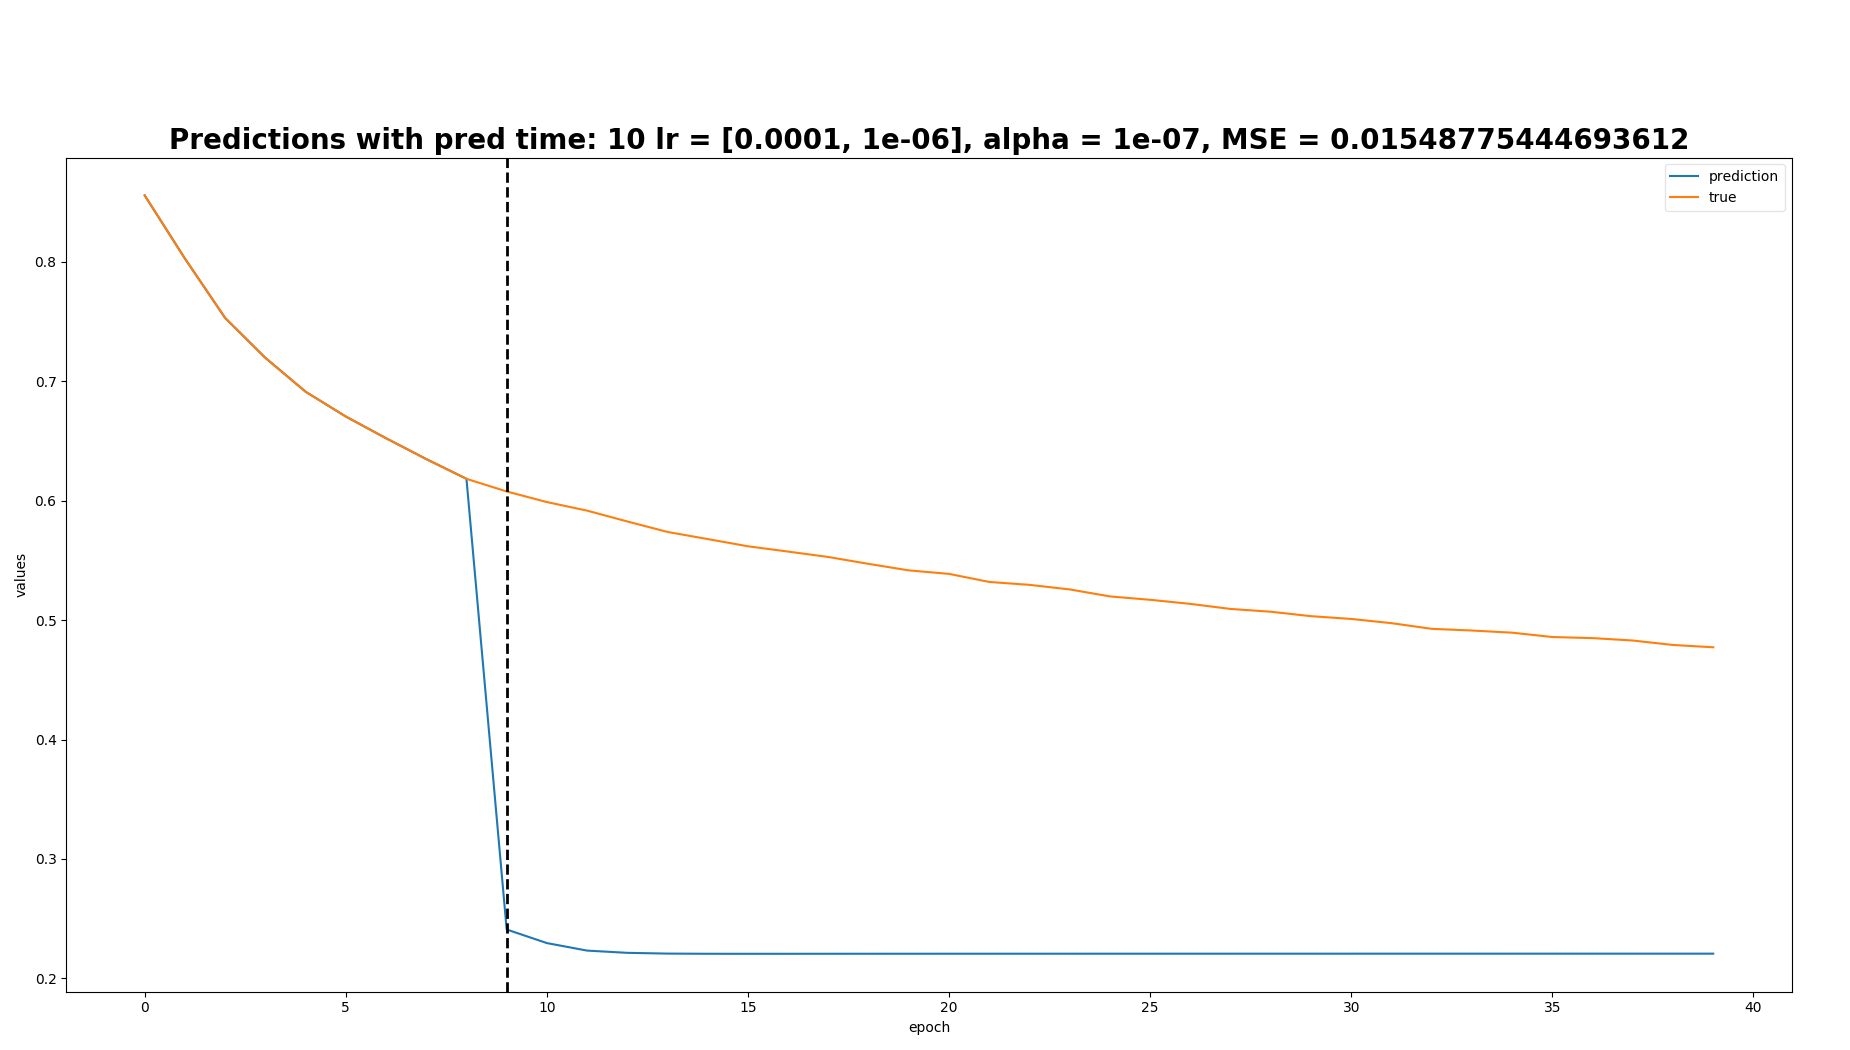 Predictions with pred time: 10 lr = [0.0001, 1e-06], alpha = 1e-07, MSE = 0.01548775444693612
prediction
true
0.8
0.7
0.6
0.5
0.4
0.3
0.2
values
0 5 10 15 20 25 30 35 40
epoch